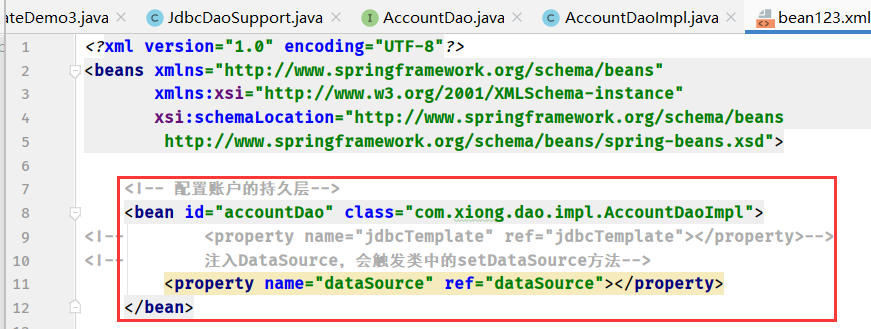 ateDemo3.java JdbcDaoSupport.java AccountDao.java AccountDaoImpl.java bean123.xml
1 <?xml version="1.0" encoding="UTF-8"?>
2 <beans xmlns="http://www.springframework.org/schema/beans"
3 xmlns:xsi="http://www.w3.org/2001/XMLSchema-instance"
4 xsi:schemaLocation="http://www.springframework.org/schema/beans
5 http://www.springframework.org/schema/beans/spring-beans.xsd">
6
7 <!-- 配置账户的持久层-->
8 <bean id="accountDao" class="com.xiong.dao.impl.AccountDaoImpl">
9 <!-- <property name="jdbcTemplate" ref="jdbcTemplate"></property>-->
10 <!-- 注入DataSource，会触发类中的setDataSource方法-->
11 <property name="dataSource" ref="dataSource"></property>
12 </bean>